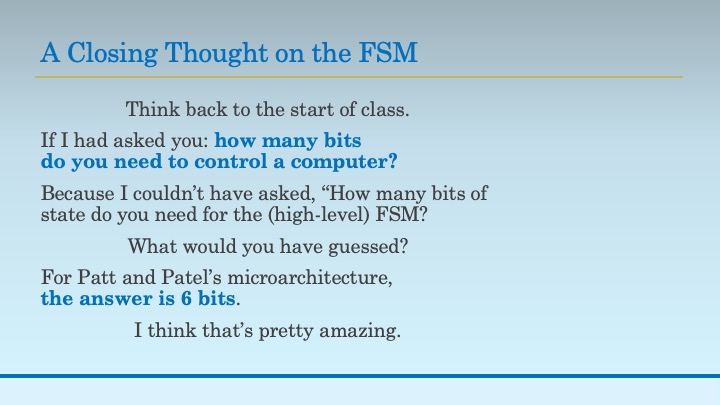 A Closing Thought on the FSM
Think back to the start of class.
If I had asked you: how many bits
do you need to control a computer?
Because I couldn’t have asked, “How many bits of
state do you need for the (high-level) FSM?
What would you have guessed?
For Patt and Patel’s microarchitecture,
the answer is 6 bits.
I think that’s pretty amazing.